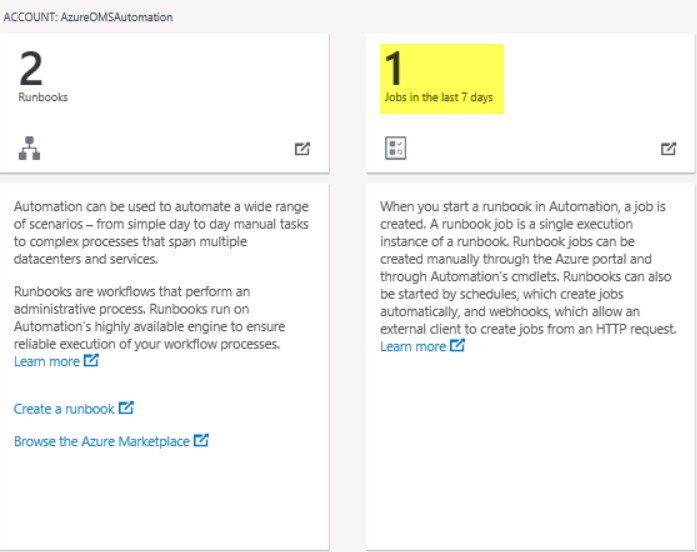 ACCOUNT: AzureOMSAutomation
2
Runbooks
Automation can be used to automate a wide range
of scenarios – from simple day to day manual tasks
to complex processes that span multiple
datacenters and services.
Runbooks are workflows that perform an
administrative process. Runbooks run on
Automation's highly available engine to ensure
reliable execution of your workflow processes.
Learn more
Create a runbook
Browse the Azure Marketplace
1
Jobs in the last 7 days
When you start a runbook in Automation, a job is
created. A runbook job is a single execution
instance of a runbook. Runbook jobs can be
created manually through the Azure portal and
through Automation's cmdlets. Runbooks can also
be started by schedules, which create jobs
automatically, and webhooks, which allow an
external client to create jobs from an HTTP request.
Learn more